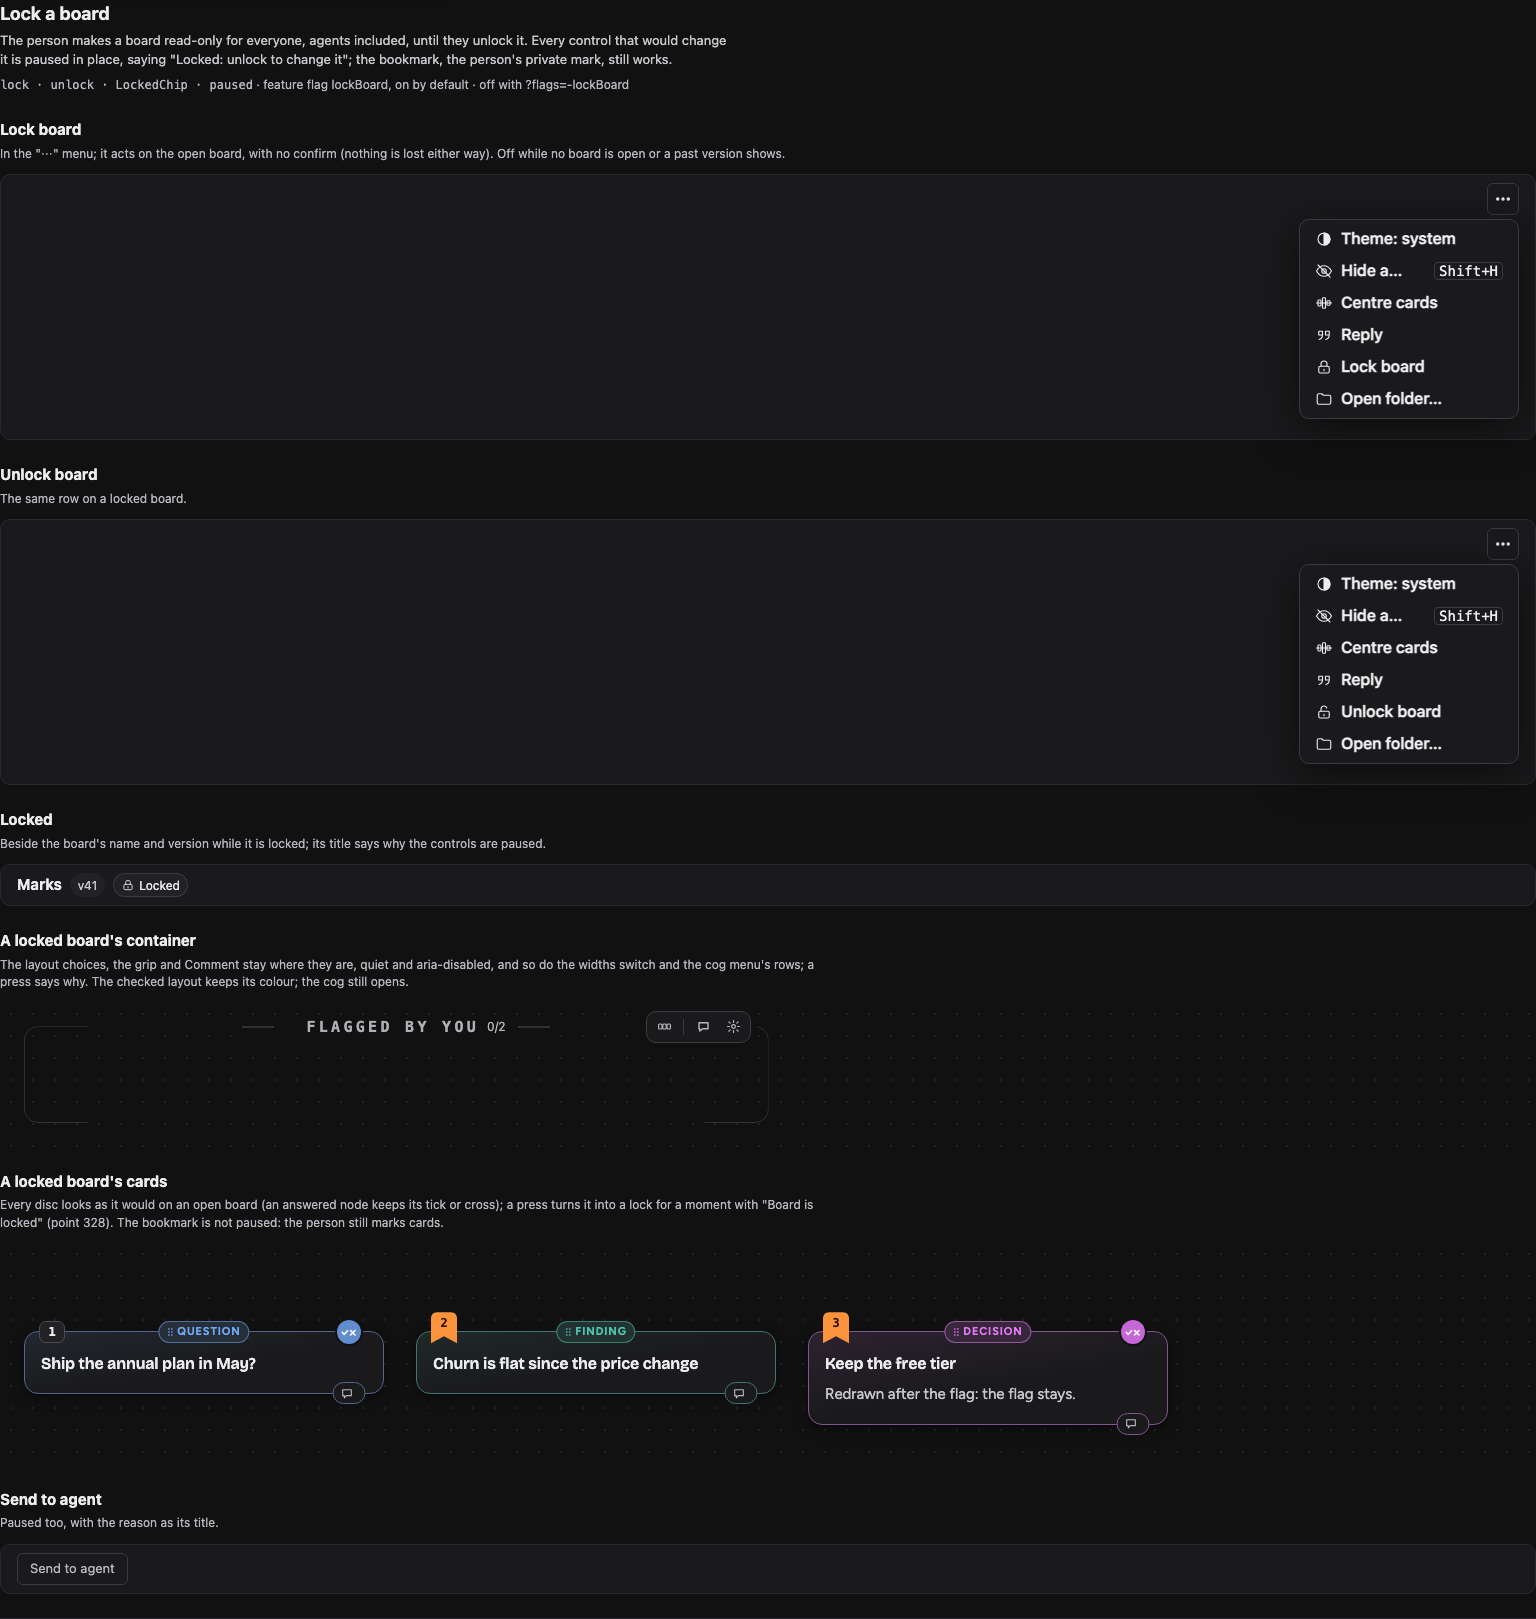 Lock a board
The person makes a board read-only for everyone, agents included, until they unlock it. Every control that would change
it is paused in place, saying "Locked: unlock to change it"; the bookmark, the person's private mark, still works.
lock · unlock · LockedChip · paused · feature flag lockBoard, on by default · off with ?flags=-lockBoard
Lock board
In the "···" menu; it acts on the open board, with no confirm (nothing is lost either way). Off while no board is open or a past version shows.
Theme: system
Hide a... Shift+H
Centre cards
Reply
Lock board
Open folder...
Unlock board
The same row on a locked board.
Theme: system
Hide a... Shift+H
Centre cards
Reply
Unlock board
Open folder...
Locked
Beside the board's name and version while it is locked; its title says why the controls are paused.
Marks v41 Locked
A locked board's container
The layout choices, the grip and Comment stay where they are, quiet and aria-disabled, and so do the widths switch and the cog menu's rows; a
press says why. The checked layout keeps its colour; the cog still opens.
FLAGGED BY YOU 0/2
A locked board's cards
Every disc looks as it would on an open board (an answered node keeps its tick or cross); a press turns it into a lock for a moment with "Board is
locked" (point 328). The bookmark is not paused: the person still marks cards.
1 QUESTION
Ship the annual plan in May?
2 FINDING
Churn is flat since the price change
3 DECISION
Keep the free tier
Redrawn after the flag: the flag stays.
Send to agent
Paused too, with the reason as its title.
Send to agent